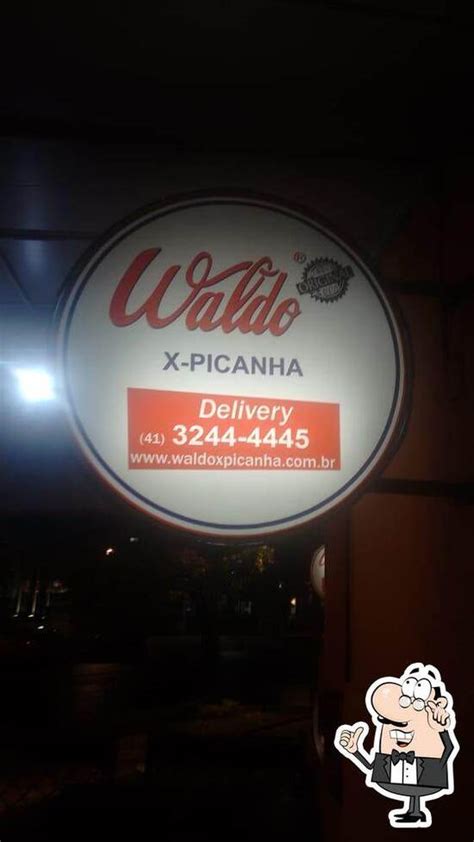 Waldo®
ORIGINAL
X-PICANHA
Delivery
(41) 3244-4445
www.waldoxpicanha.com.br